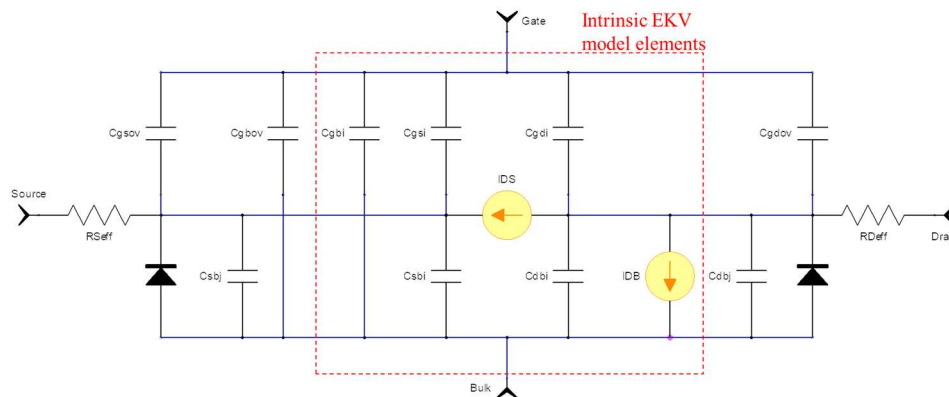 Gate
Intrinsic EKV
model elements
Cgsov
Cgbov
Cgbi
Cgsi
Cgdi
Cgdov
Source
IDS
RSeff
RDeff
Dra
Csbj
Csbi
Cdbi
IDB
Cdbj
Bulk